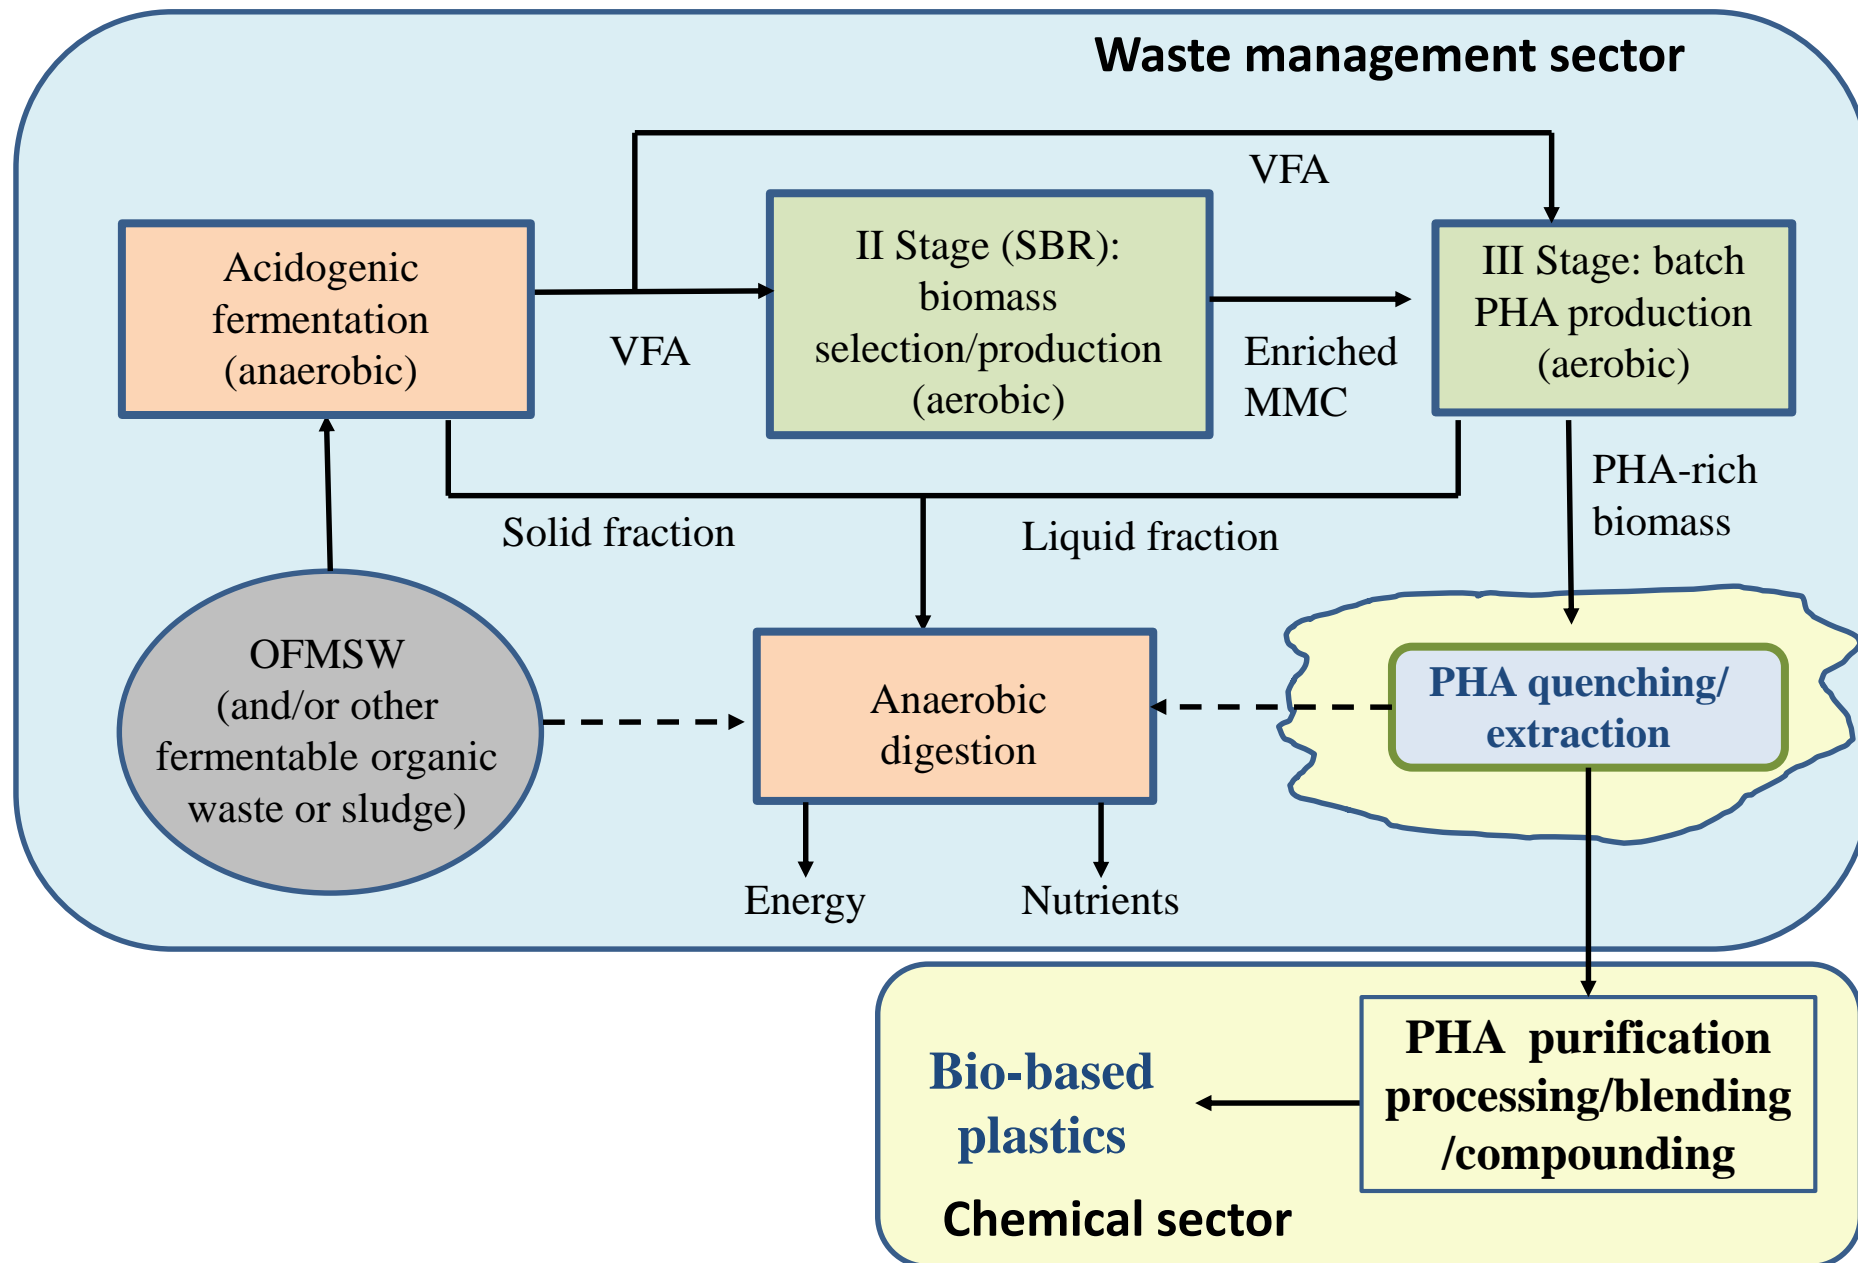 Waste management sector
VFA
Acidogenic
fermentation
(anaerobic)
VFA
II Stage (SBR):
biomass
selection/production
(aerobic)
Enriched
MMC
III Stage: batch
PHA production
(aerobic)
Solid fraction
Liquid fraction
PHA-rich
biomass
OFMSW
(and/or other
fermentable organic
waste or sludge)
Anaerobic
digestion
PHA quenching/
extraction
Energy
Nutrients
PHA purification
processing/blending
/compounding
Bio-based
plastics
Chemical sector